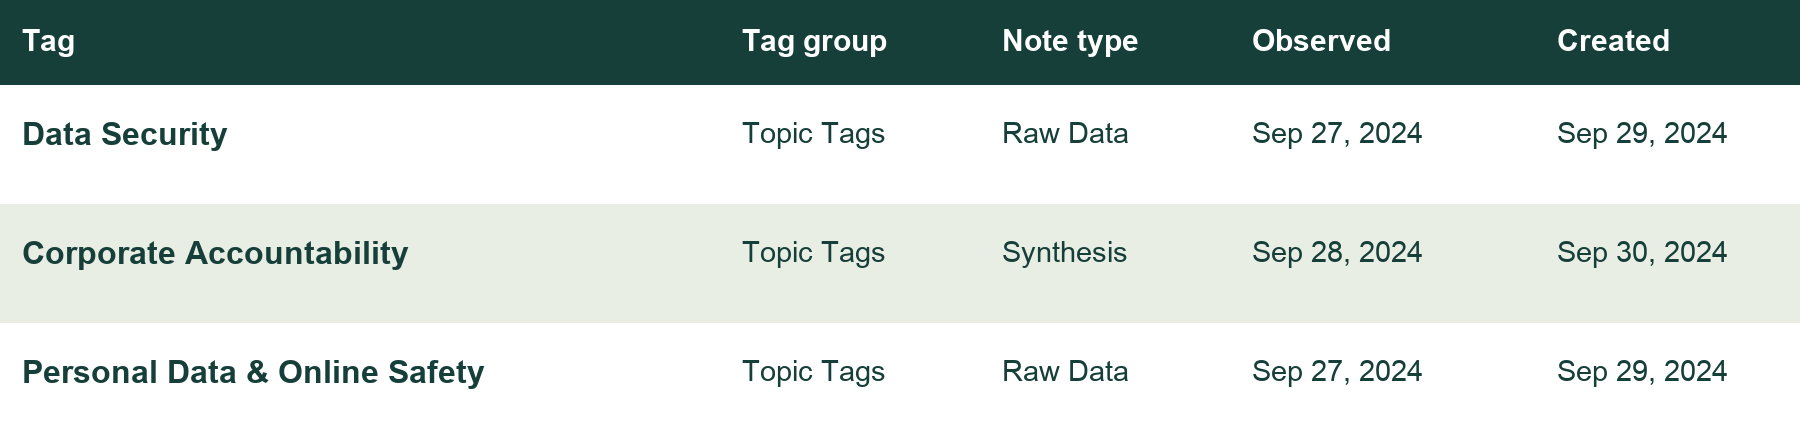 Tag Tag group Note type Observed Created
Data Security Topic Tags Raw Data Sep 27, 2024 Sep 29, 2024
Corporate Accountability Topic Tags Synthesis Sep 28, 2024 Sep 30, 2024
Personal Data & Online Safety Topic Tags Raw Data Sep 27, 2024 Sep 29, 2024